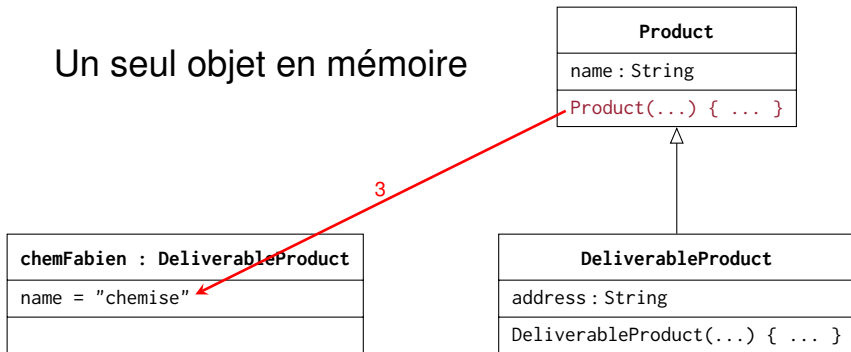 Un seul objet en mémoire
Product
name : String
Product(...) { ... }
3
chemFabien : DeliverableProduct
name = "chemise"
DeliverableProduct
address : String
DeliverableProduct(...) { ... }